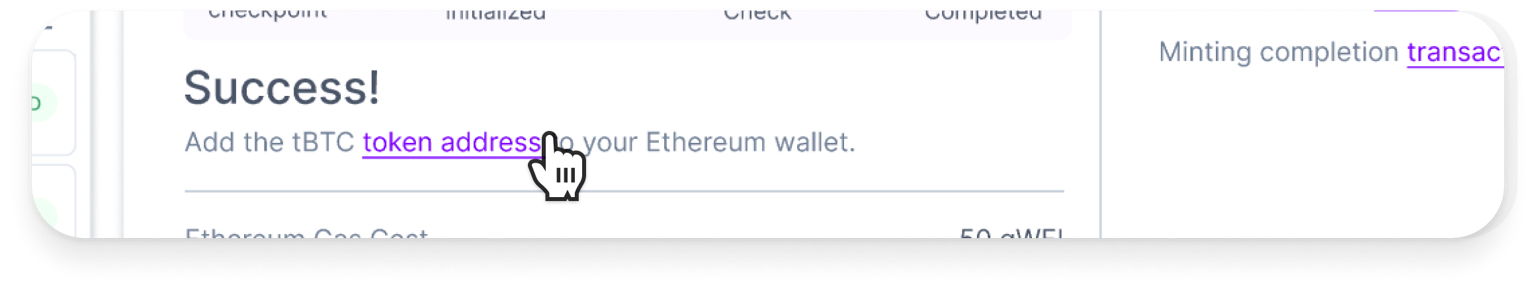 checkpoint initialized Check Completed
Success!
Add the tBTC token address to your Ethereum wallet.
Ethereum Gas Cost 50 gWEI
Minting completion transac